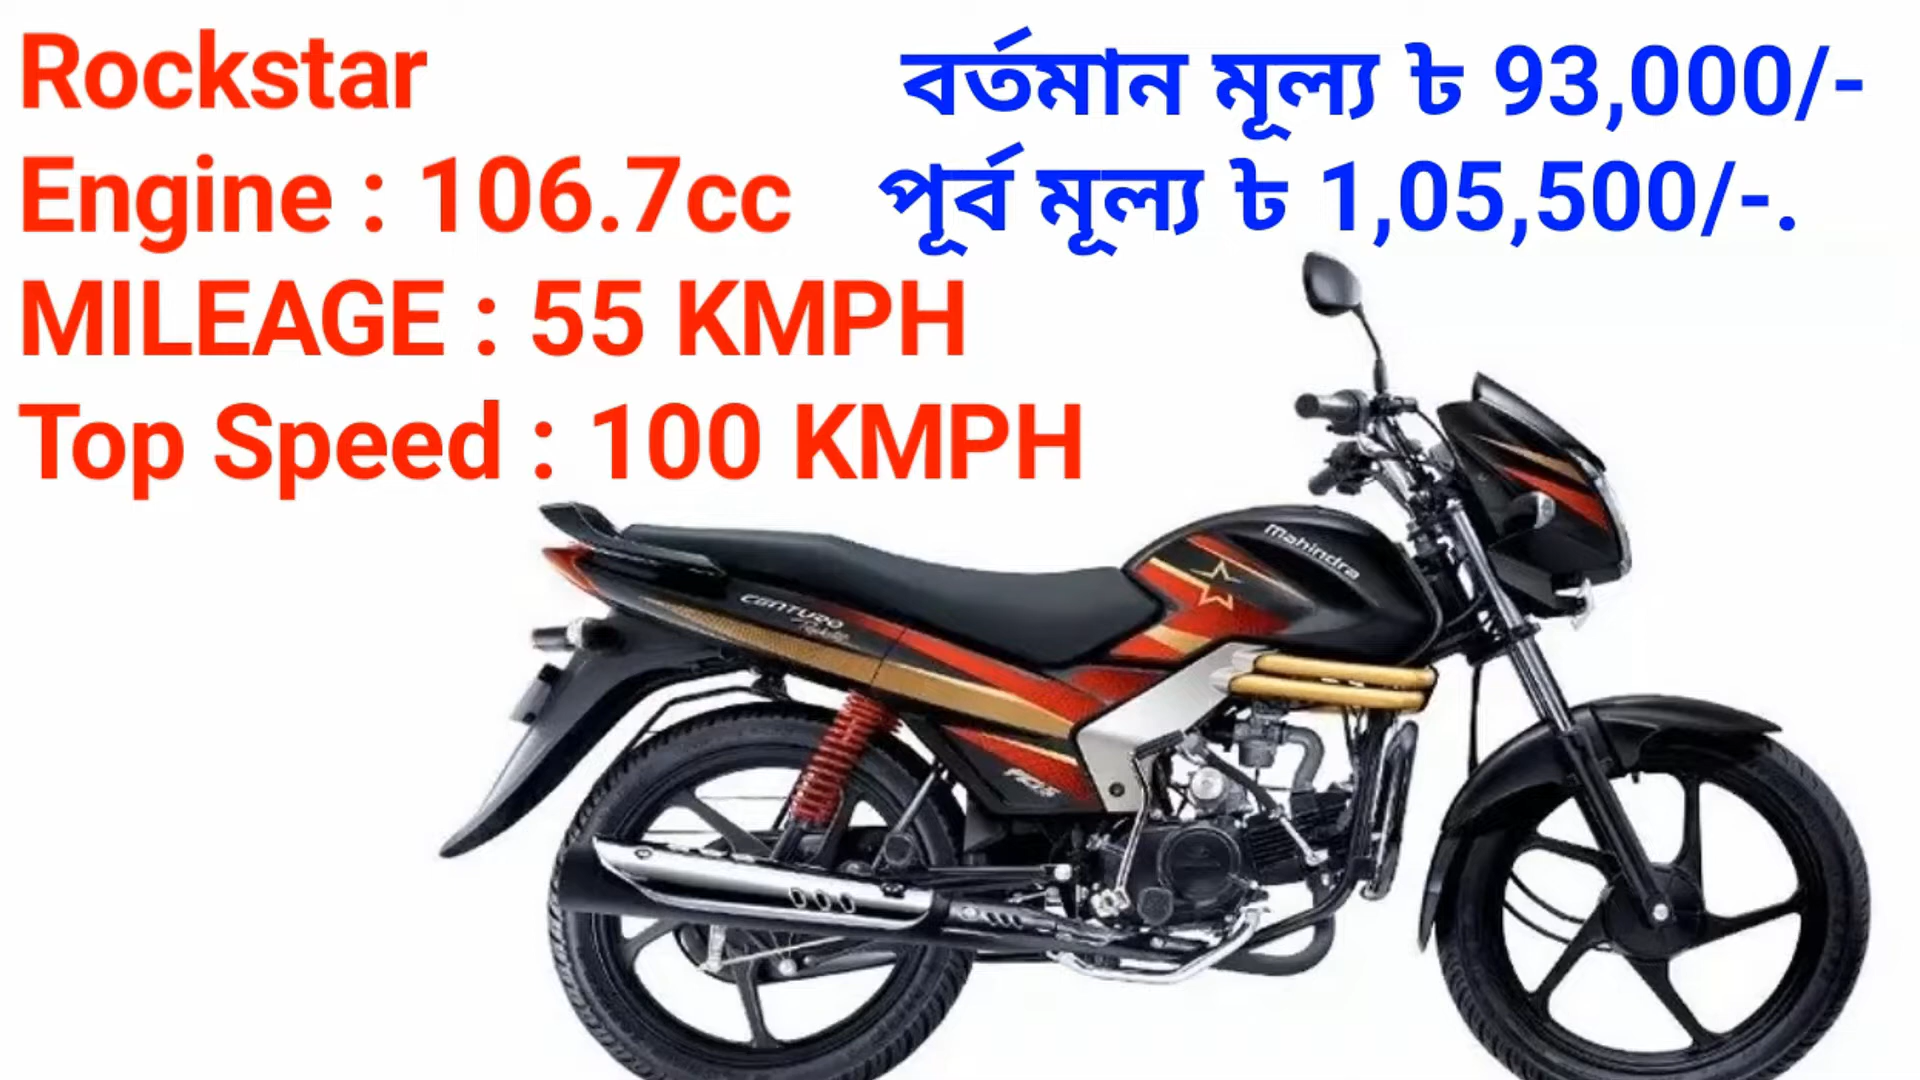 Rockstar
Engine : 106.7cc
MILEAGE : 55 KMPH
Top Speed : 100 KMPH
বর্তমান মূল্য ৳ 93,000/-
পূর্ব মূল্য ৳ 1,05,500/-.
mahindra
CENTURO